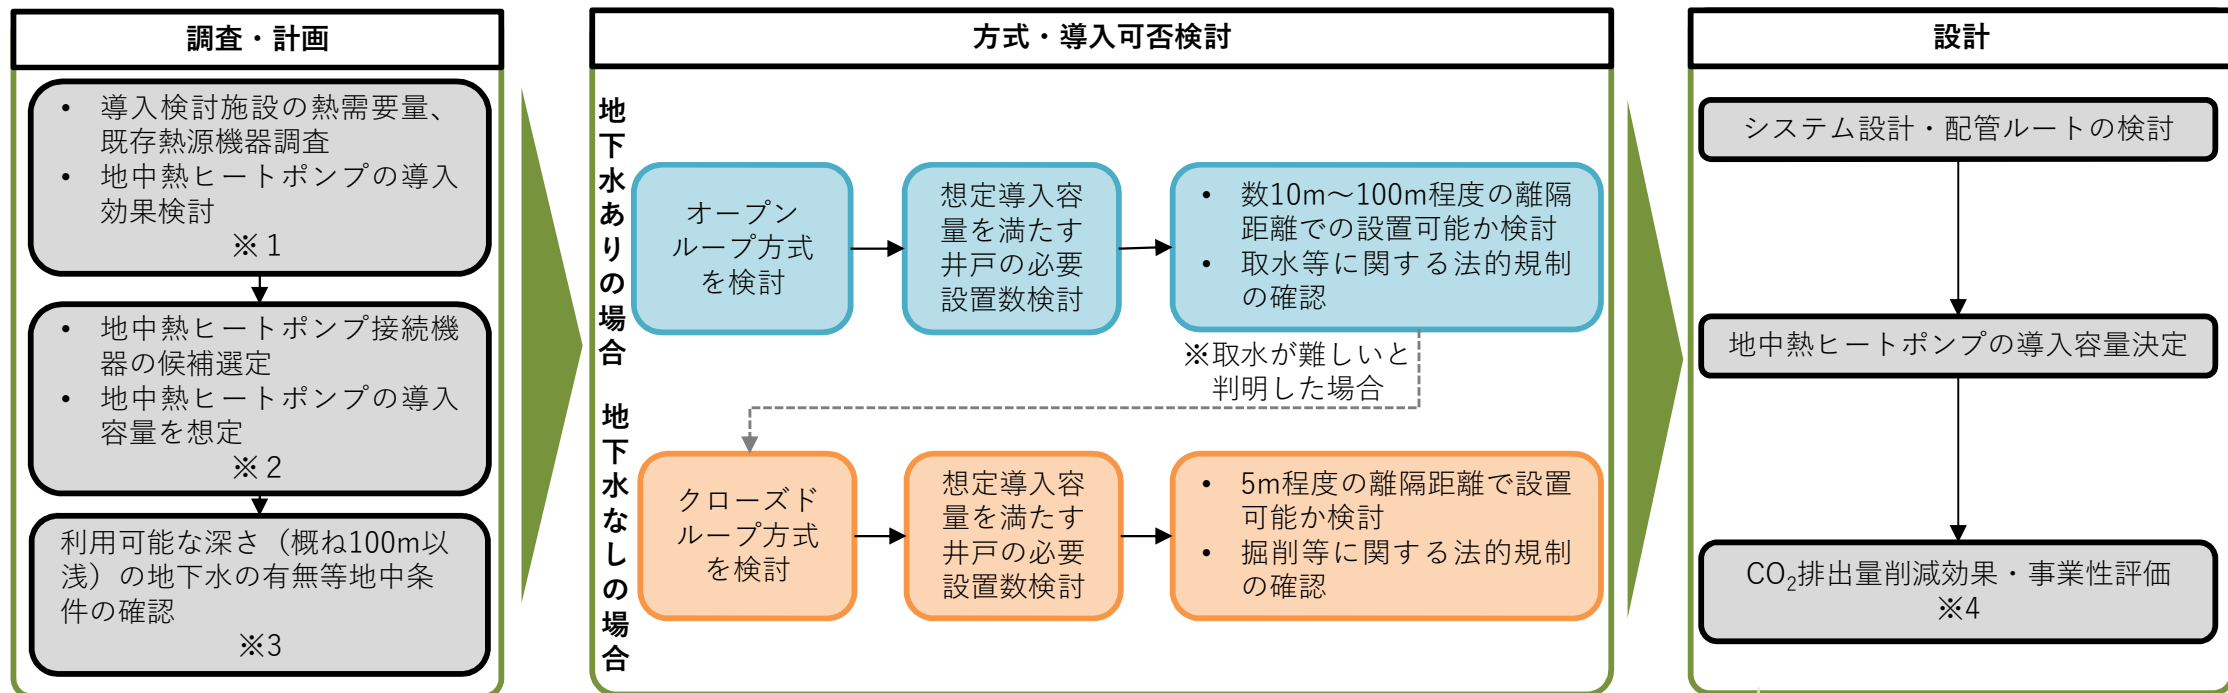 調査・計画
• 導入検討施設の熱需要量、
既存熱源機器調査
• 地中熱ヒートポンプの導入
効果検討
※１
• 地中熱ヒートポンプ接続機
器の候補選定
• 地中熱ヒートポンプの導入
容量を想定
※２
利用可能な深さ（概ね100m以
浅）の地下水の有無等地中条
件の確認
※3
方式・導入可否検討
地下水ありの場合
オープン
ループ方式
を検討
想定導入容
量を満たす
井戸の必要
設置数検討
• 数10m～100m程度の離隔
距離での設置可能か検討
• 取水等に関する法的規制
の確認
※取水が難しいと
判明した場合
地下水なしの場合
クローズド
ループ方式
を検討
想定導入容
量を満たす
井戸の必要
設置数検討
• 5m程度の離隔距離で設置
可能か検討
• 掘削等に関する法的規制
の確認
設計
システム設計・配管ルートの検討
地中熱ヒートポンプの導入容量決定
CO₂排出量削減効果・事業性評価
※4